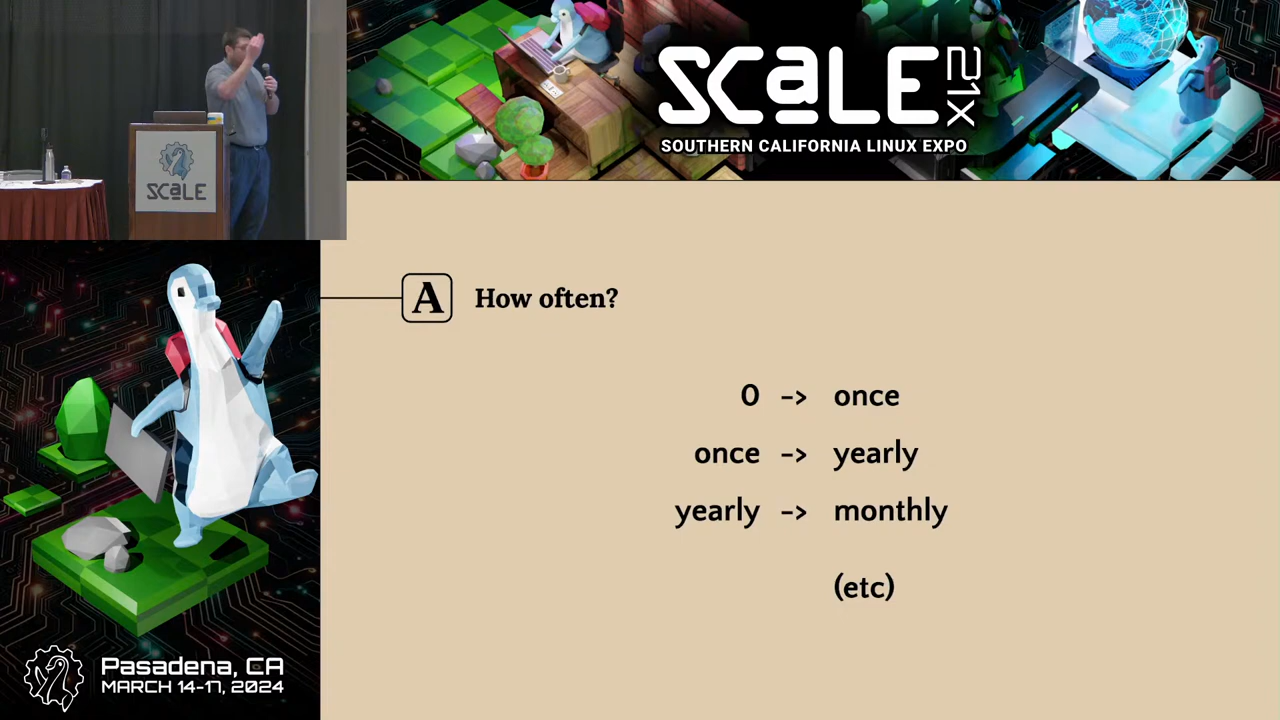 SCaLE 21X
SOUTHERN CALIFORNIA LINUX EXPO
SCaLE
A How often?
0 -> once
once -> yearly
yearly -> monthly
(etc)
Pasadena, CA
MARCH 14-17, 2024